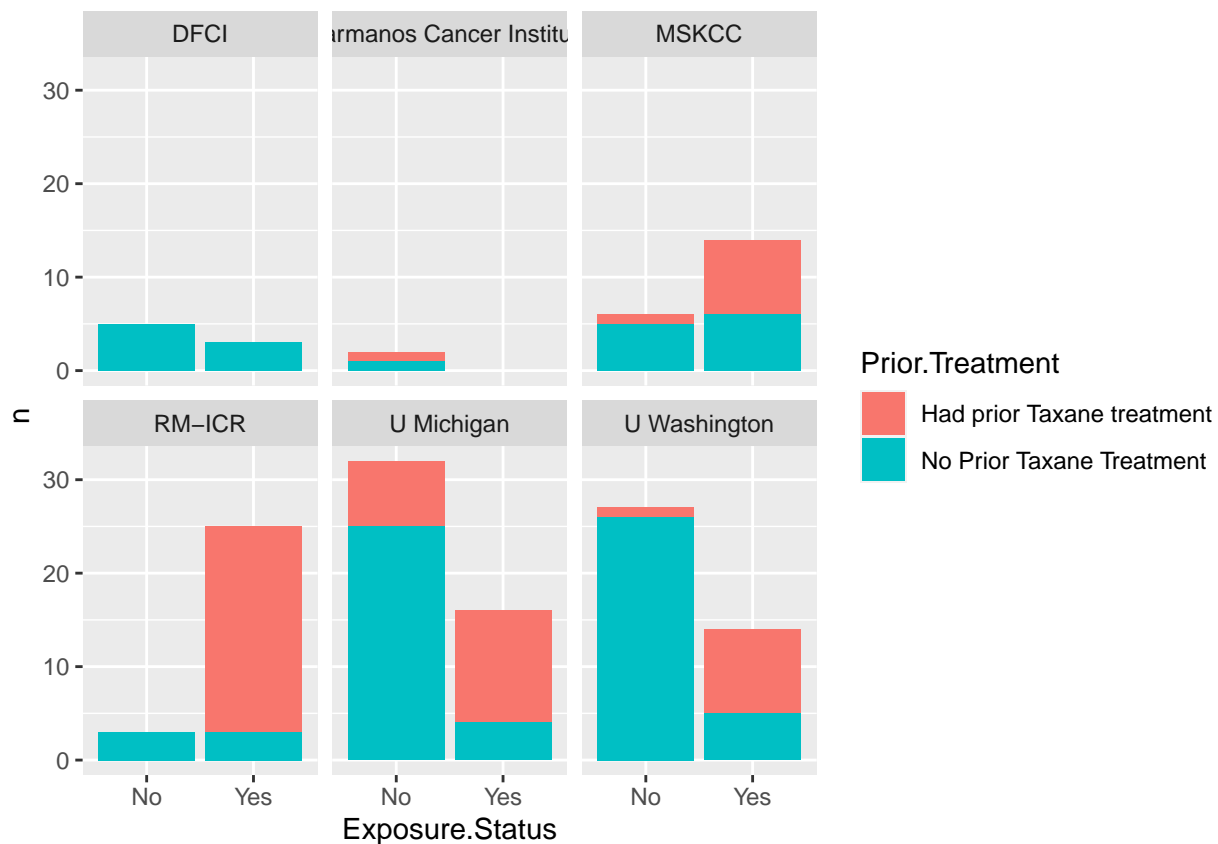 DFCI
armanos Cancer Institu
MSKCC
30
20
10
0
n
RM−ICR
U Michigan
U Washington
30
20
10
0
No
Yes
No
Yes
No
Yes
Exposure.Status
Prior.Treatment
Had prior Taxane treatment
No Prior Taxane Treatment